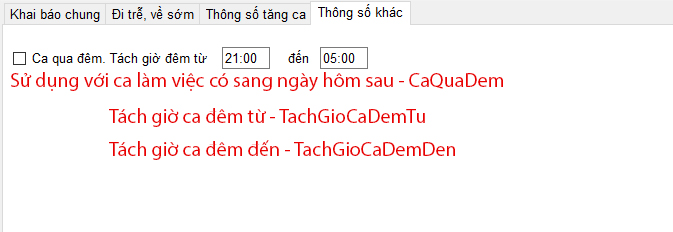 Khai báo chung Đi trễ, về sớm Thông số tăng ca Thông số khác
Ca qua đêm. Tách giờ đêm từ 21:00 đến 05:00
Sử dụng với ca làm việc có sang ngày hôm sau - CaQuaDem
Tách giờ ca đêm từ - TachGioCaDemTu
Tách giờ ca đêm đến - TachGioCaDemDen